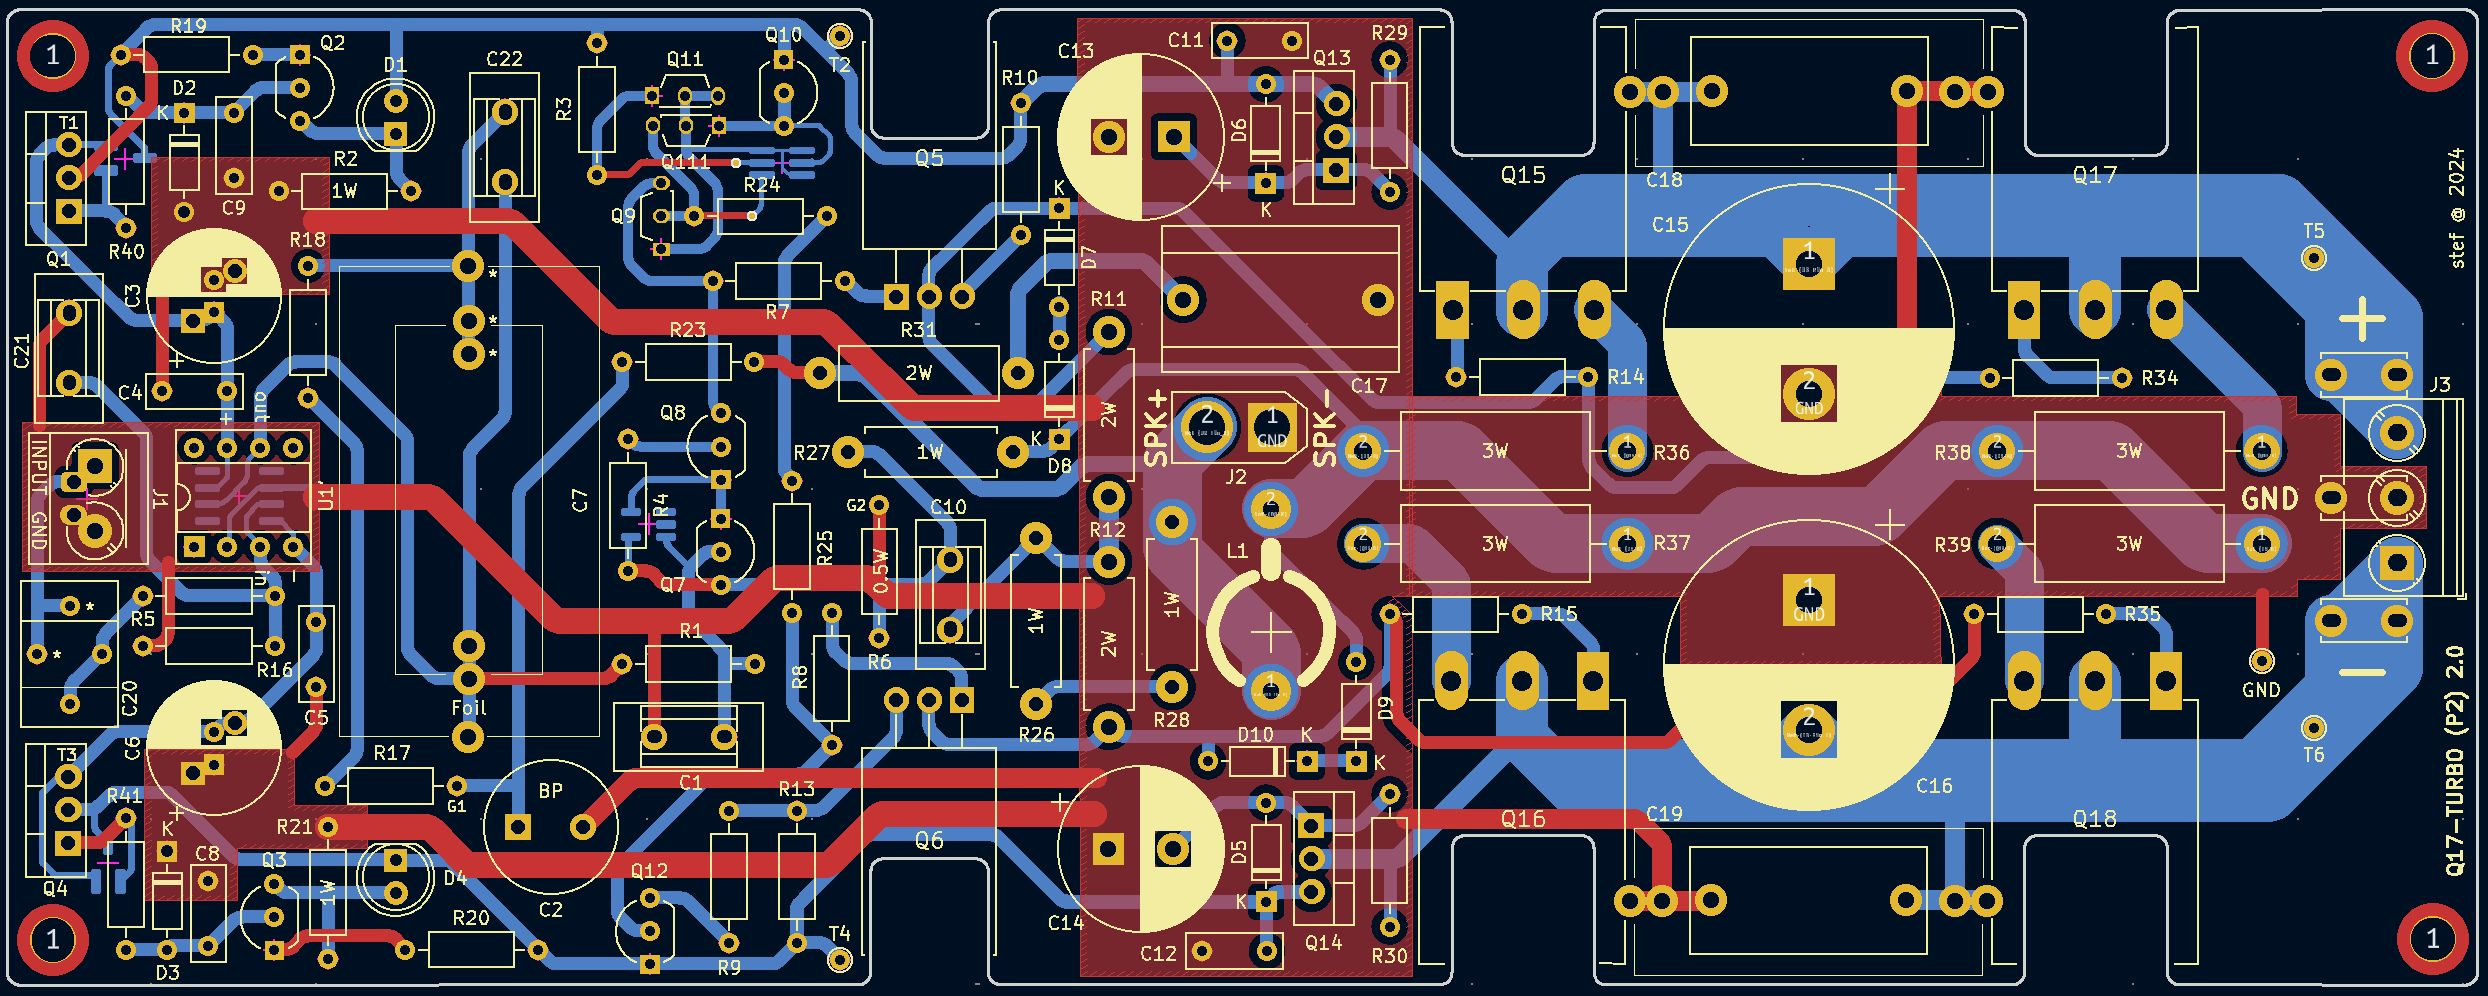 1
R19
Q2
D1
C22
R3
Q11
Q10
T2
R10
C13
C11
Q13
R29
1
D2
K
T1
R2
1W
C9
R40
Q1
R18
C3
Q111
R24
Q9
Q5
D6
K
K
D7
Q15
C18
C15
Q17
stef @ 2024
T5
1
2
GND
R7
R31
R11
R23
2W
2W
C17
R14
R34
J3
+
C21
C4
+
out
*
*
*
Q8
R27
1W
K
D8
SPK+
2
1
GND
SPK-
J2
2
3W
1
R36
R38
2
3W
1
GND
INPUT GND
J1
U1
in
-
C7
R4
Q7
R25
G2
0.5W
C10
R12
1W
2W
1W
L1
2
1
2
3W
1
R37
R39
2
3W
1
R5
R16
*
*
C20
C5
Foil
R1
R8
R6
R26
R28
R15
R35
1
GND
2
GND
T6
-
C6
T3
R41
Q4
K
R17
G1
R21
C1
BP
R13
D10
K
D9
K
C16
C19
Q16
Q18
Q17-TURBO (P2) 2.0
C8
Q3
1W
D4
R20
C2
Q12
R9
T4
Q6
C14
C12
D5
K
Q14
R30
D3
1
1